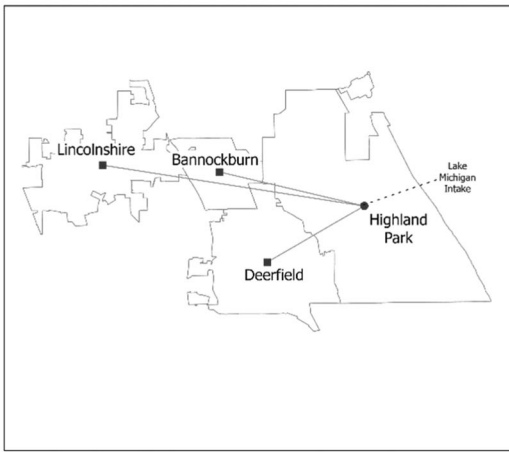 Lincolnshire
Bannockburn
Lake
Michigan
Intake
Highland
Park
Deerfield